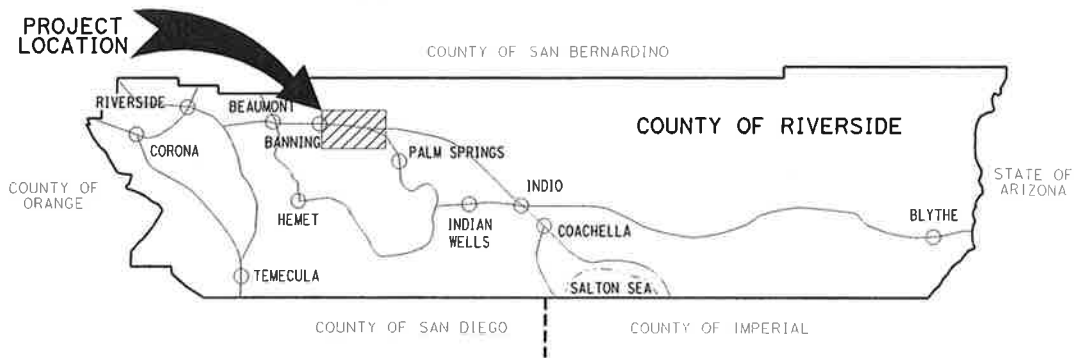 PROJECT
LOCATION
COUNTY OF SAN BERNARDINO
RIVERSIDE
BEAUMONT
BANNING
CORONA
PALM SPRINGS
COUNTY OF RIVERSIDE
COUNTY OF
ORANGE
STATE OF
ARIZONA
HEMET
INDIAN
WELLS
INDIO
COACHELLA
BLYTHE
TEMECULA
SALTON SEA
COUNTY OF SAN DIEGO
COUNTY OF IMPERIAL